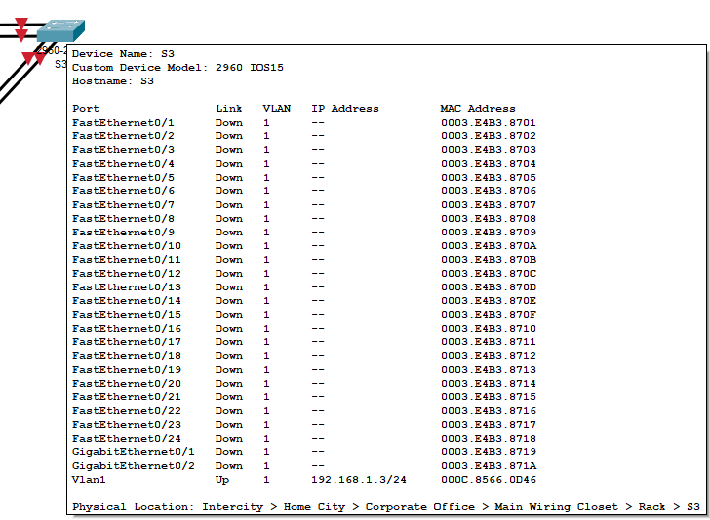 2960-2
S3
Device Name: S3
Custom Device Model: 2960 IOS15
Hostname: S3
Port Link VLAN IP Address MAC Address
FastEthernet0/1 Down 1 -- 0003.E4B3.8701
FastEthernet0/2 Down 1 -- 0003.E4B3.8702
FastEthernet0/3 Down 1 -- 0003.E4B3.8703
FastEthernet0/4 Down 1 -- 0003.E4B3.8704
FastEthernet0/5 Down 1 -- 0003.E4B3.8705
FastEthernet0/6 Down 1 -- 0003.E4B3.8706
FastEthernet0/7 Down 1 -- 0003.E4B3.8707
FastEthernet0/8 Down 1 -- 0003.E4B3.8708
FastEthernet0/9 Down 1 -- 0003.E4B3.8709
FastEthernet0/10 Down 1 -- 0003.E4B3.870A
FastEthernet0/11 Down 1 -- 0003.E4B3.870B
FastEthernet0/12 Down 1 -- 0003.E4B3.870C
FastEthernet0/13 Down 1 -- 0003.E4B3.870D
FastEthernet0/14 Down 1 -- 0003.E4B3.870E
FastEthernet0/15 Down 1 -- 0003.E4B3.870F
FastEthernet0/16 Down 1 -- 0003.E4B3.8710
FastEthernet0/17 Down 1 -- 0003.E4B3.8711
FastEthernet0/18 Down 1 -- 0003.E4B3.8712
FastEthernet0/19 Down 1 -- 0003.E4B3.8713
FastEthernet0/20 Down 1 -- 0003.E4B3.8714
FastEthernet0/21 Down 1 -- 0003.E4B3.8715
FastEthernet0/22 Down 1 -- 0003.E4B3.8716
FastEthernet0/23 Down 1 -- 0003.E4B3.8717
FastEthernet0/24 Down 1 -- 0003.E4B3.8718
GigabitEthernet0/1 Down 1 -- 0003.E4B3.8719
GigabitEthernet0/2 Down 1 -- 0003.E4B3.871A
Vlan1 Up 1 192.168.1.3/24 000C.8566.0D46
Physical Location: Intercity > Home City > Corporate Office > Main Wiring Closet > Rack > S3